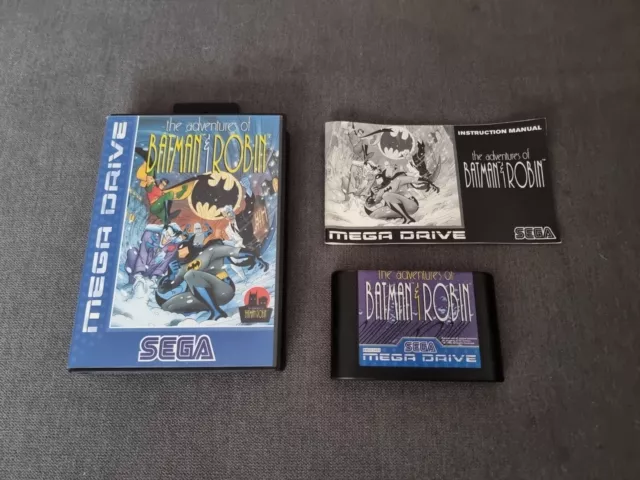 MEGA DRIVE
the adventures of
BATMAN & ROBIN
SEGA
INSTRUCTION MANUAL
the adventures of
BATMAN & ROBIN
MEGA DRIVE
SEGA
the adventures of
BATMAN & ROBIN
SEGA
MEGA DRIVE